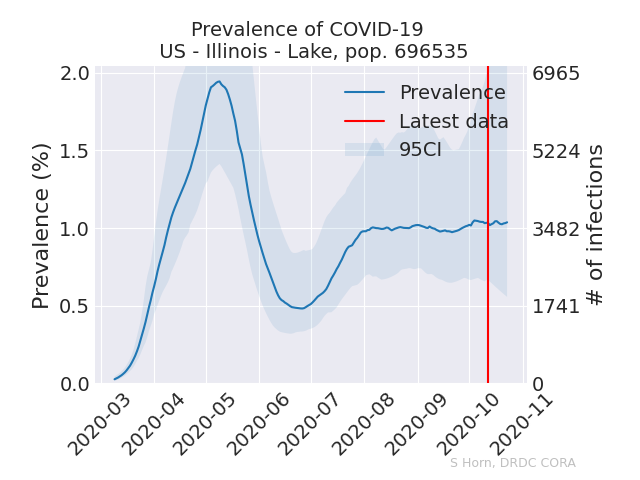 Prevalence of COVID-19
US - Illinois - Lake, pop. 696535
Prevalence (%)
2.0
1.5
1.0
0.5
0.0
Prevalence
Latest data
95CI
6965
5224
3482
1741
0
# of infections
2020-03
2020-04
2020-05
2020-06
2020-07
2020-08
2020-09
2020-10
2020-11
S Horn, DRDC CORA